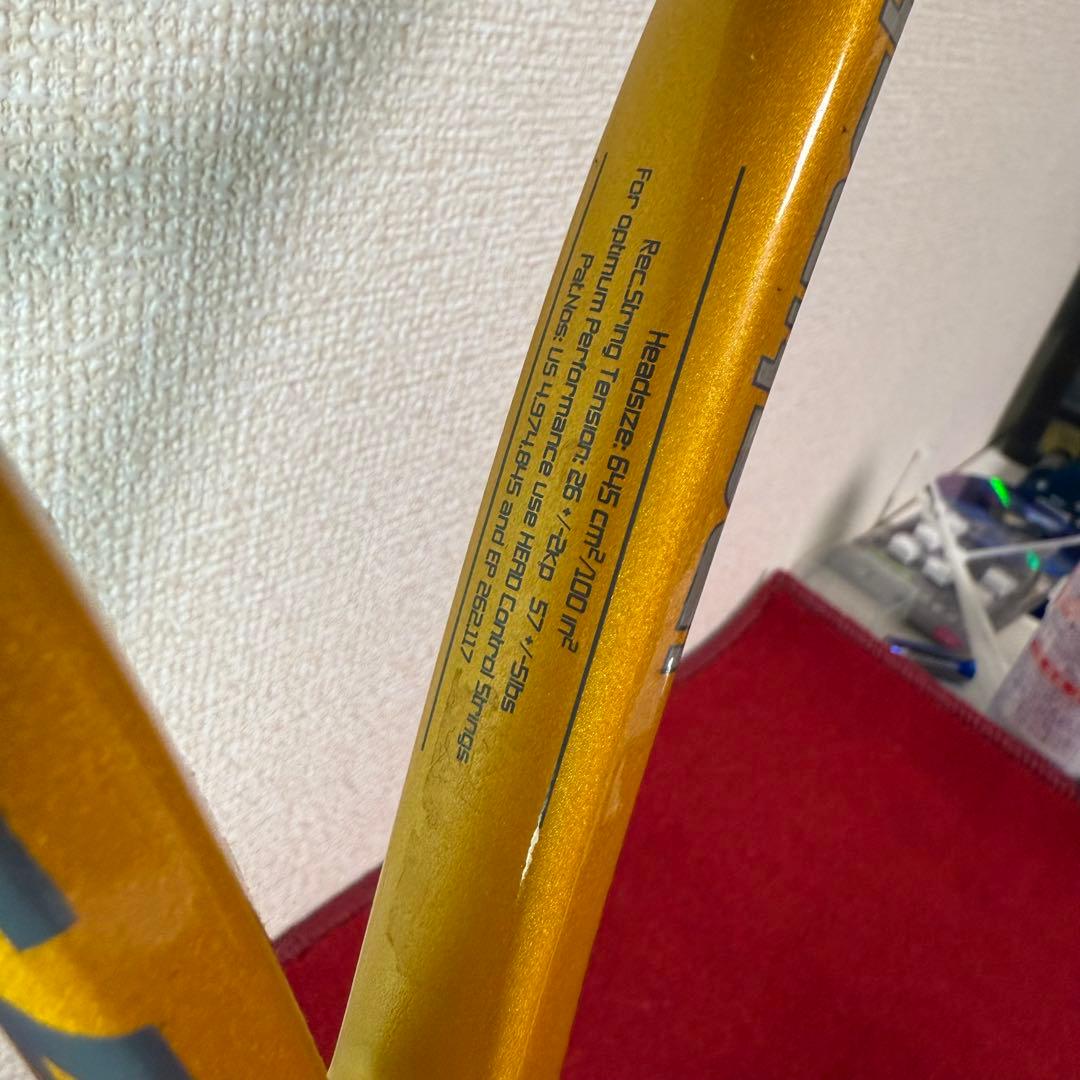 Headsize: 645 cm²/100 in²
Rec.String Tension: 26 +/-2kp 57 +/-5lbs
For optimum Performance use HEAD Control Strings
Pat.Nos: US 4,974,845 and EP 262,117